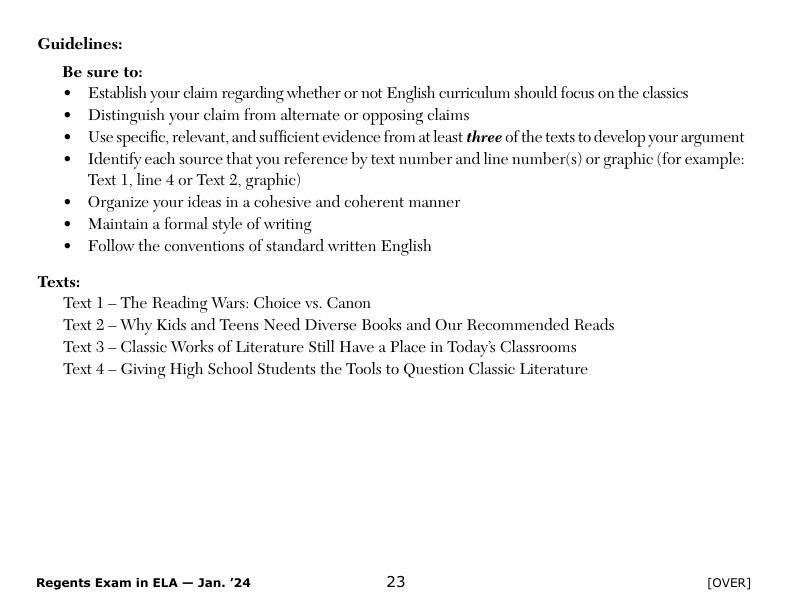 Guidelines:
Be sure to:
• Establish your claim regarding whether or not English curriculum should focus on the classics
• Distinguish your claim from alternate or opposing claims
• Use specific, relevant, and sufficient evidence from at least three of the texts to develop your argument
• Identify each source that you reference by text number and line number(s) or graphic (for example:
Text 1, line 4 or Text 2, graphic)
• Organize your ideas in a cohesive and coherent manner
• Maintain a formal style of writing
• Follow the conventions of standard written English
Texts:
Text 1 – The Reading Wars: Choice vs. Canon
Text 2 – Why Kids and Teens Need Diverse Books and Our Recommended Reads
Text 3 – Classic Works of Literature Still Have a Place in Today’s Classrooms
Text 4 – Giving High School Students the Tools to Question Classic Literature
Regents Exam in ELA — Jan. ’24 23 [OVER]